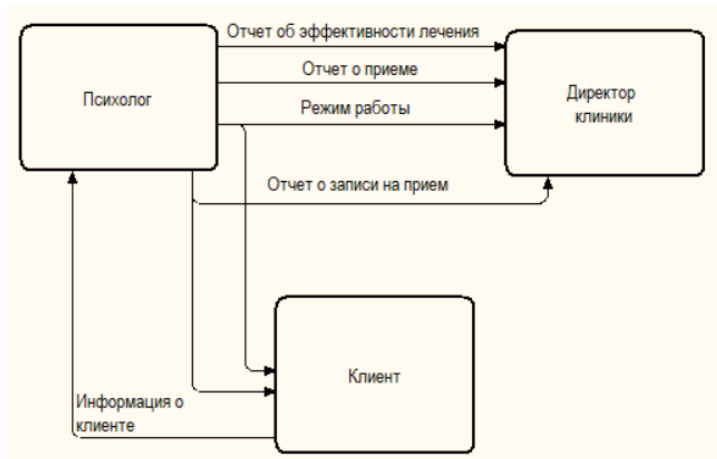 Отчет об эффективности лечения
Отчет о приеме
Психолог
Режим работы
Директор
клиники
Отчет о записи на прием
Клиент
Информация о
клиенте